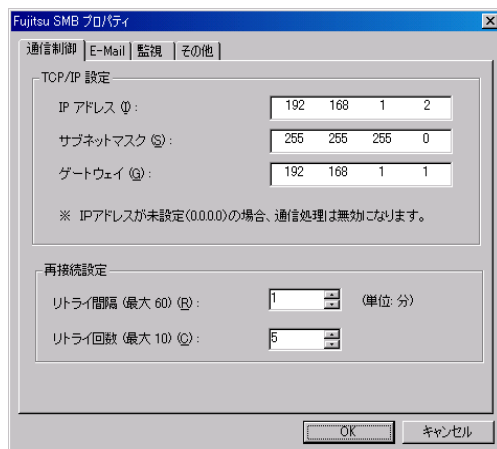 Fujitsu SMB プロパティ
通信制御 E-Mail 監視 その他
TCP/IP 設定
IP アドレス (I) : 192 168 1 2
サブネットマスク (S) : 255 255 255 0
ゲートウェイ (G) : 192 168 1 1
※ IPアドレスが未設定(0.0.0.0)の場合、通信処理は無効になります。
再接続設定
リトライ間隔 (最大 60) (R) : 1 (単位: 分)
リトライ回数 (最大 10) (C) : 5
OK キャンセル